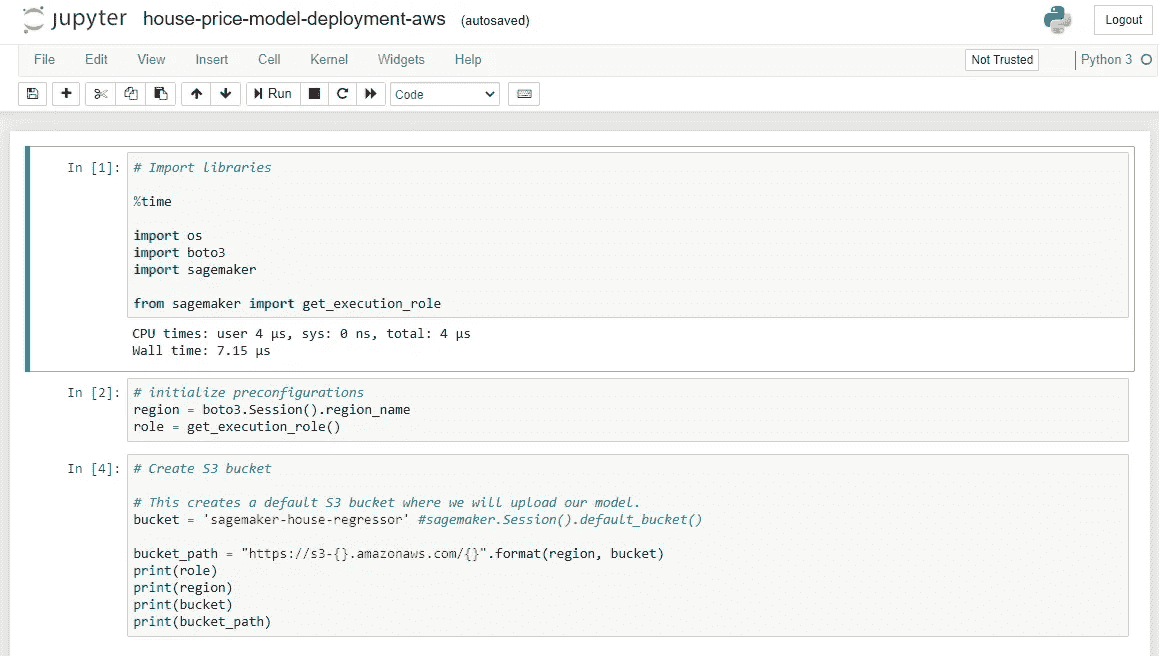 jupyter house-price-model-deployment-aws (autosaved)
Logout
File Edit View Insert Cell Kernel Widgets Help
Not Trusted
Python 3
Run
Code
In [1]: # Import libraries
%time
import os
import boto3
import sagemaker
from sagemaker import get_execution_role
CPU times: user 4 µs, sys: 0 ns, total: 4 µs
Wall time: 7.15 µs
In [2]: # initialize preconfigurations
region = boto3.Session().region_name
role = get_execution_role()
In [4]: # Create S3 bucket
# This creates a default S3 bucket where we will upload our model.
bucket = 'sagemaker-house-regressor' #sagemaker.Session().default_bucket()
bucket_path = "https://s3-{}.amazonaws.com/{}".format(region, bucket)
print(role)
print(region)
print(bucket)
print(bucket_path)